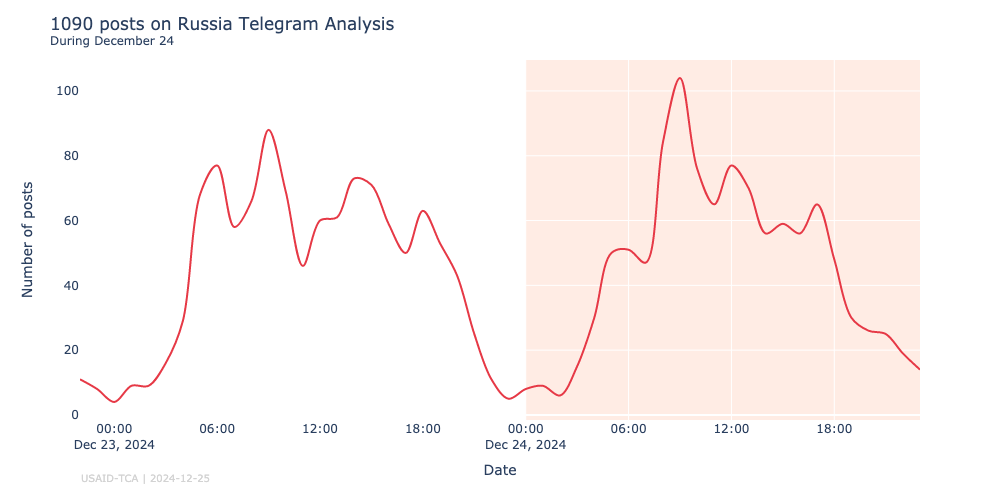 1090 posts on Russia Telegram Analysis
During December 24
Number of posts
100
80
60
40
20
0
00:00 06:00 12:00 18:00 00:00 06:00 12:00 18:00
Dec 23, 2024 Dec 24, 2024
Date
USAID-TCA | 2024-12-25